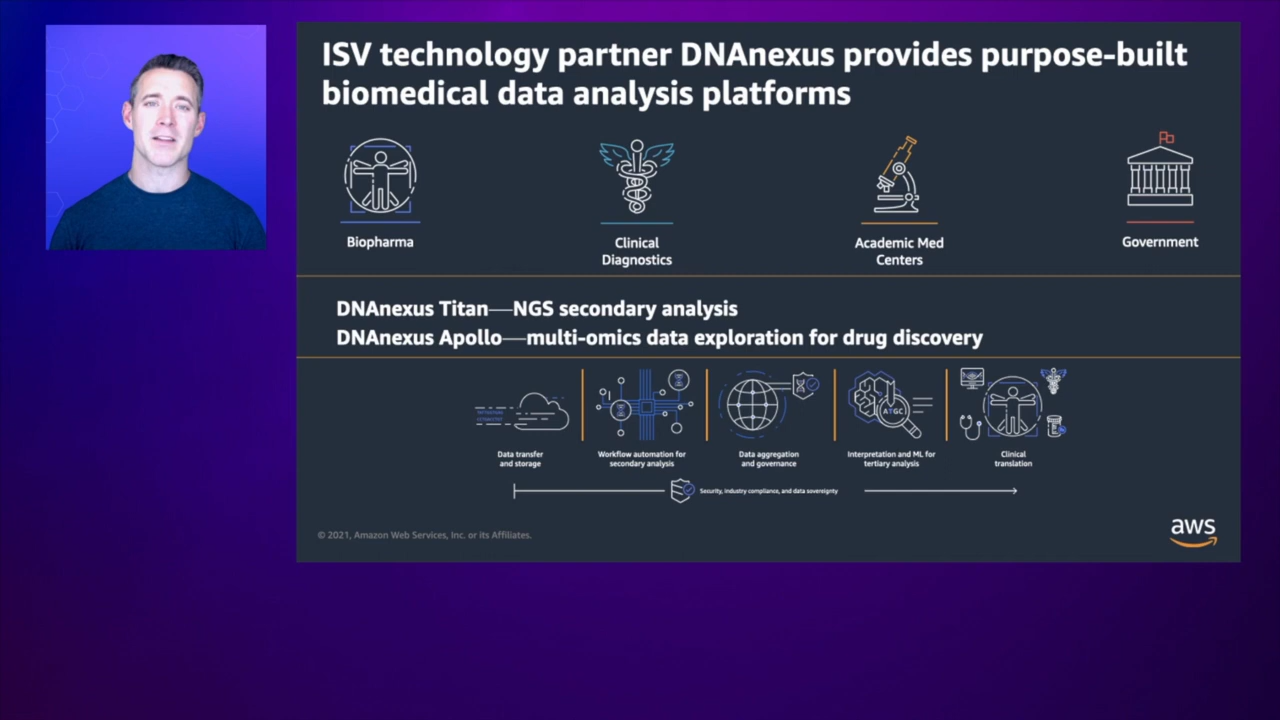 ISV technology partner DNAnexus provides purpose-built
biomedical data analysis platforms
Biopharma
Clinical
Diagnostics
Academic Med
Centers
Government
DNAnexus Titan—NGS secondary analysis
DNAnexus Apollo—multi-omics data exploration for drug discovery
ATGC
Data transfer
and storage
Workflow automation for
secondary analysis
Data aggregation
and governance
Interpretation and ML for
tertiary analysis
Clinical
translation
Security, industry compliance, and data sovereignty
© 2021, Amazon Web Services, Inc. or its Affiliates.
aws